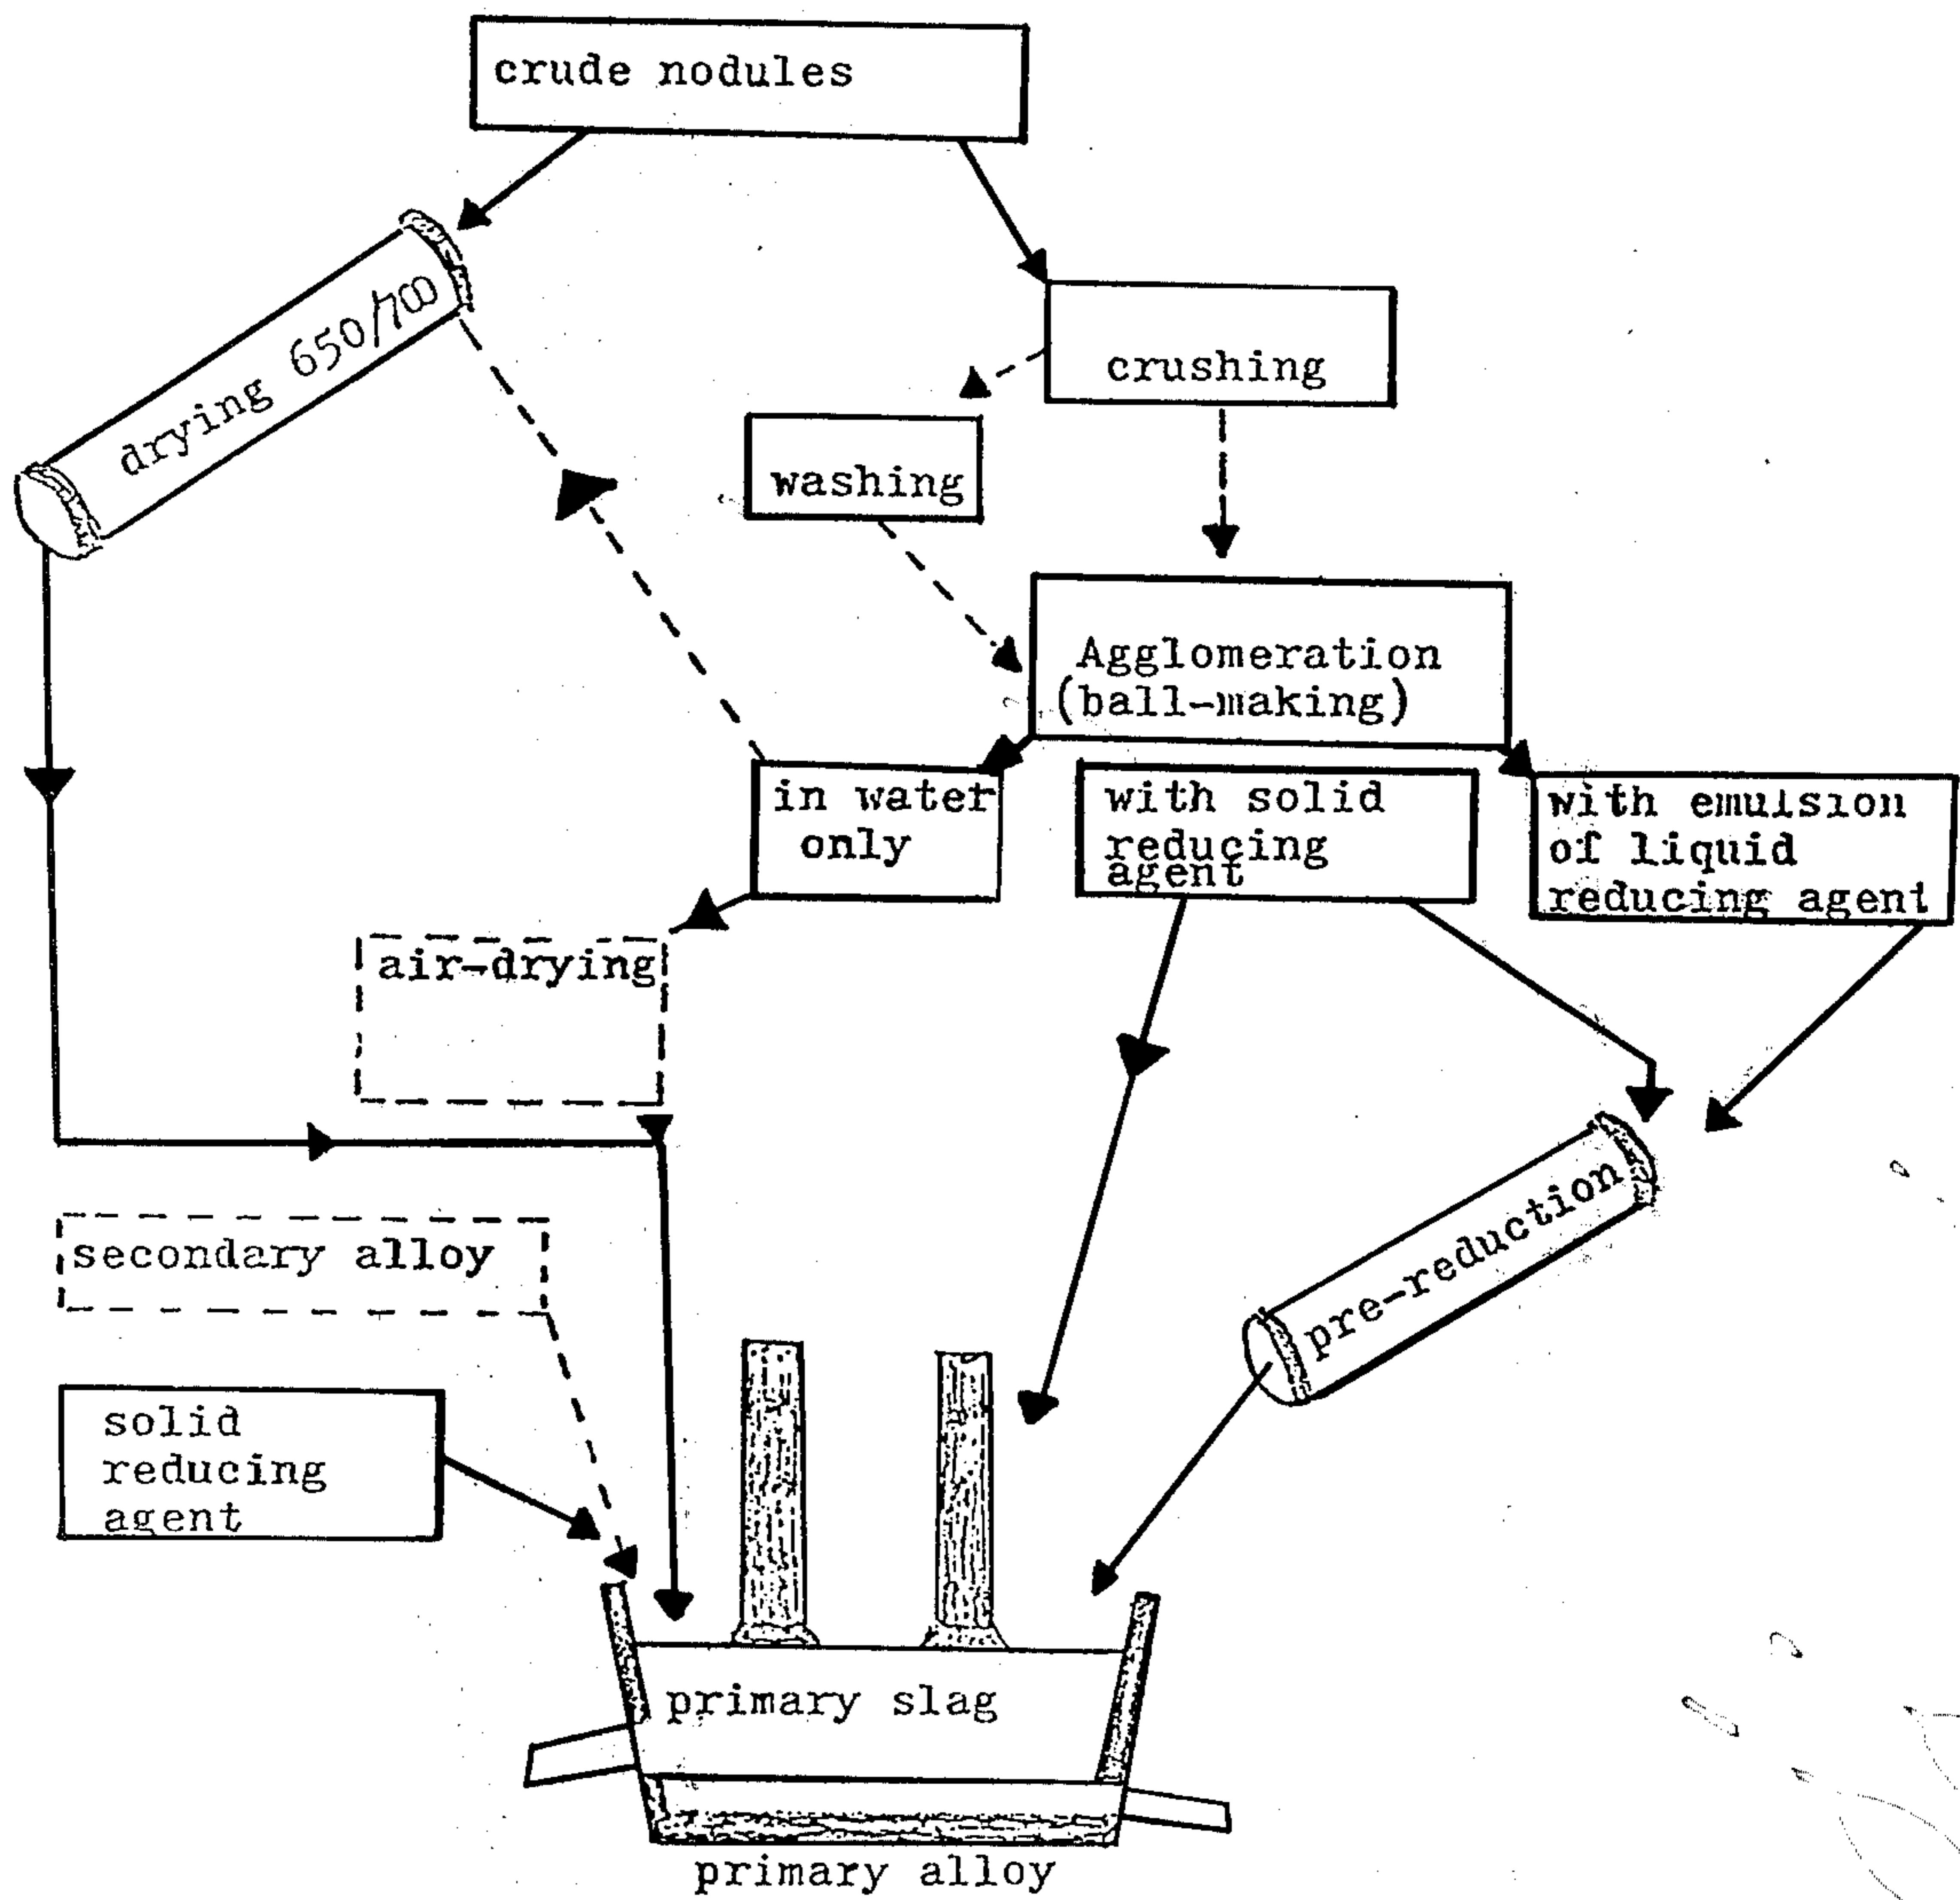 crude nodules
drying 650/700
crushing
washing
Agglomeration
(ball-making)
in water
only
with solid
reducing
agent
with emulsion
of liquid
reducing agent
air-drying
pre-reduction
secondary alloy
solid
reducing
agent
primary slag
primary alloy